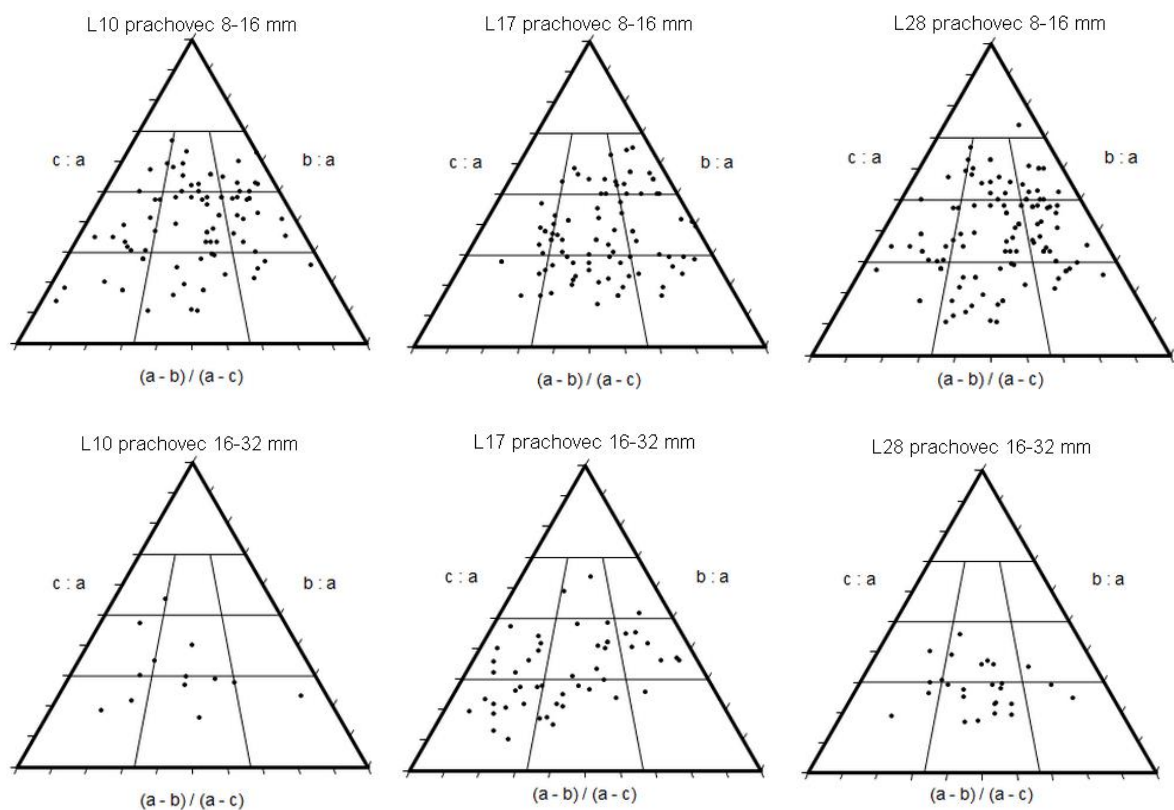 L10 prachovec 8-16 mm
L17 prachovec 8-16 mm
L28 prachovec 8-16 mm
c : a
b : a
c : a
b : a
c : a
b : a
(a - b) / (a - c)
(a - b) / (a - c)
(a - b) / (a - c)
L10 prachovec 16-32 mm
L17 prachovec 16-32 mm
L28 prachovec 16-32 mm
c : a
b : a
c : a
b : a
c : a
b : a
(a - b) / (a - c)
(a - b) / (a - c)
(a - b) / (a - c)